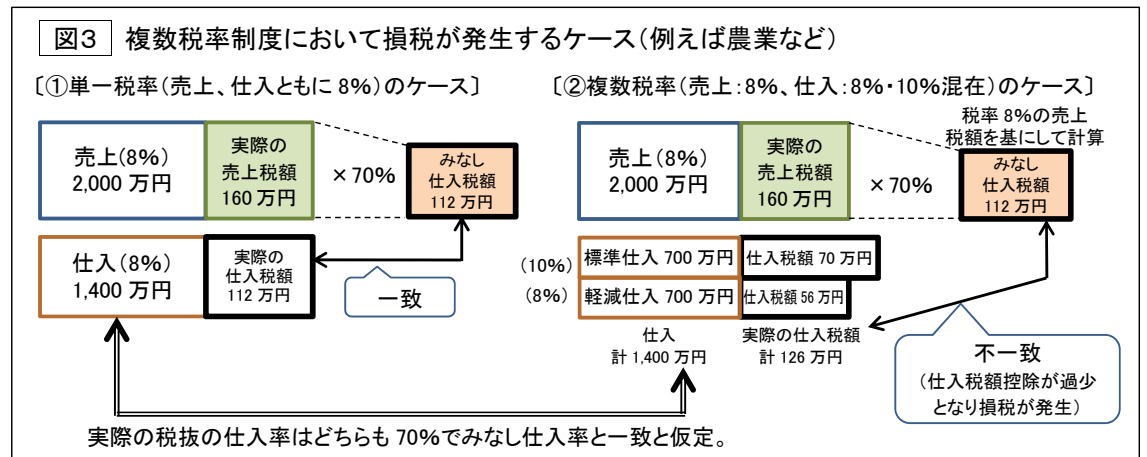 図3 複数税率制度において損税が発生するケース（例えば農業など）
〔①単一税率（売上、仕入ともに8％）のケース〕
売上（8％）
2,000 万円
実際の
売上税額
160 万円
×70％
みなし
仕入税額
112 万円
仕入（8％）
1,400 万円
実際の
仕入税額
112 万円
一致
〔②複数税率（売上：8％、仕入：8％・10％混在）のケース〕
税率 8％の売上
税額を基にして計算
売上（8％）
2,000 万円
実際の
売上税額
160 万円
×70％
みなし
仕入税額
112 万円
（10％） 標準仕入 700 万円 仕入税額 70 万円
（8％） 軽減仕入 700 万円 仕入税額 56 万円
仕入
計 1,400 万円
実際の仕入税額
計 126 万円
不一致
（仕入税額控除が過少
となり損税が発生）
実際の税抜の仕入率はどちらも 70％でみなし仕入率と一致と仮定。